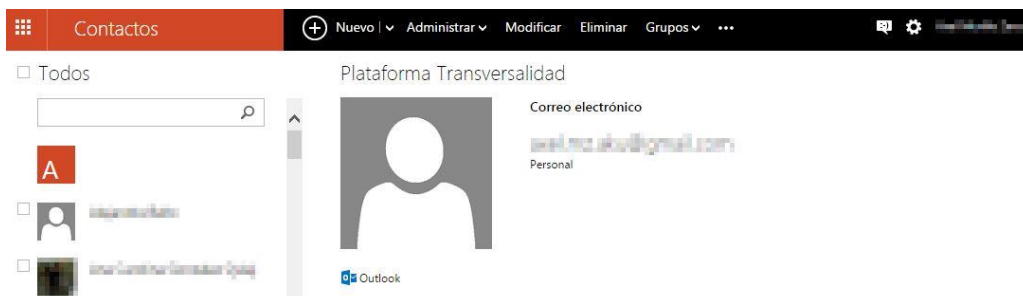 Contactos
Nuevo Administrar Modificar Eliminar Grupos
Todos
Plataforma Transversalidad
Correo electrónico
Personal
A
Outlook